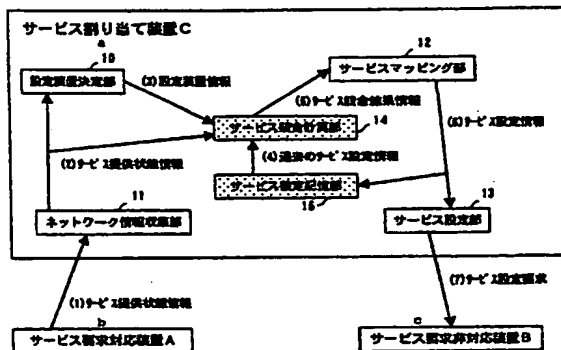 サービス割り当て装置C
a
10
設定装置決定部
(3)設定装置情報
12
サービスマッピング部
(5)サービス競合結果情報
サービス競合計算部
14
(2)サービス提供状態情報
(4)過去のサービス設定情報
(6)サービス設定情報
サービス設定記憶部
15
11
ネットワーク情報収集部
13
サービス設定部
(1)サービス提供状態情報
(7)サービス設定要求
b
サービス要求対応装置A
c
サービス要求非対応装置B